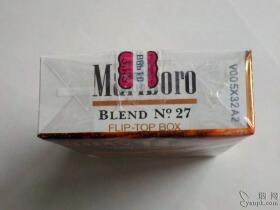 Marlboro
BLEND Nº 27
FLIP-TOP BOX
V005X32A2